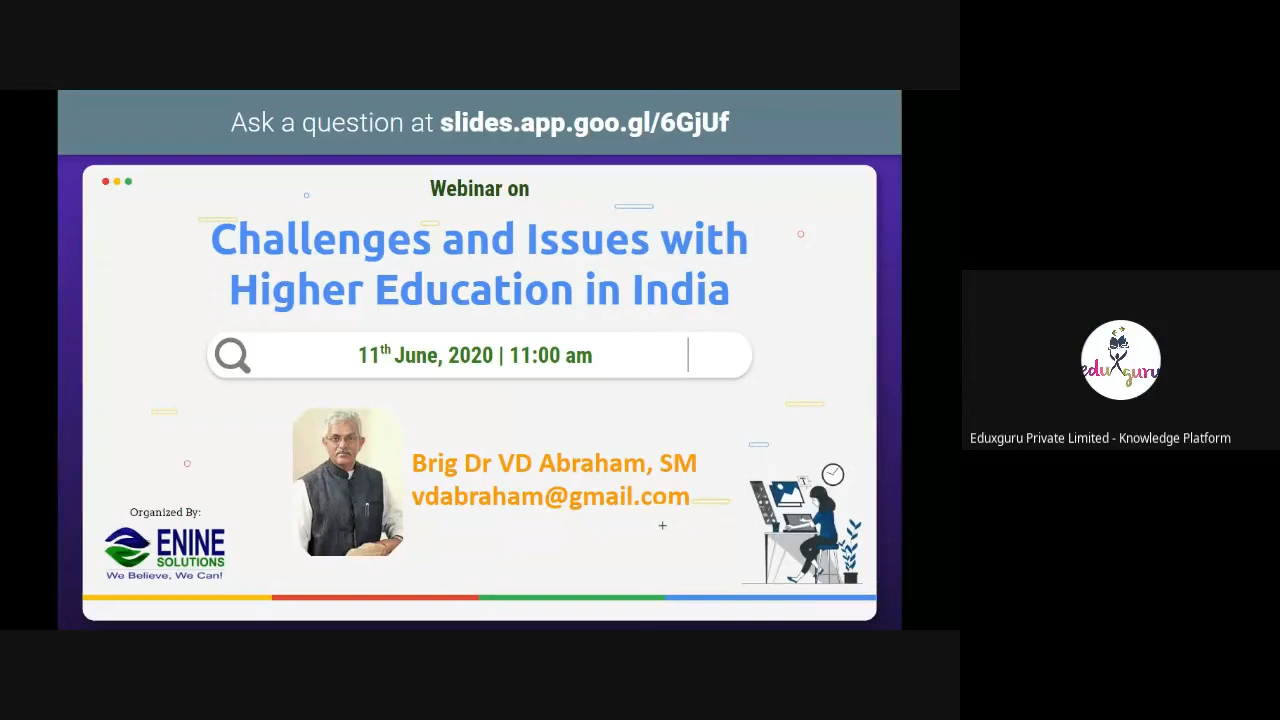 Ask a question at slides.app.goo.gl/6GjUf
Webinar on
Challenges and Issues with
Higher Education in India
11th June, 2020 | 11:00 am
Brig Dr VD Abraham, SM
vdabraham@gmail.com
Organized By:
ENINE
SOLUTIONS
We Believe, We Can!
eduxguru
Eduxguru Private Limited - Knowledge Platform